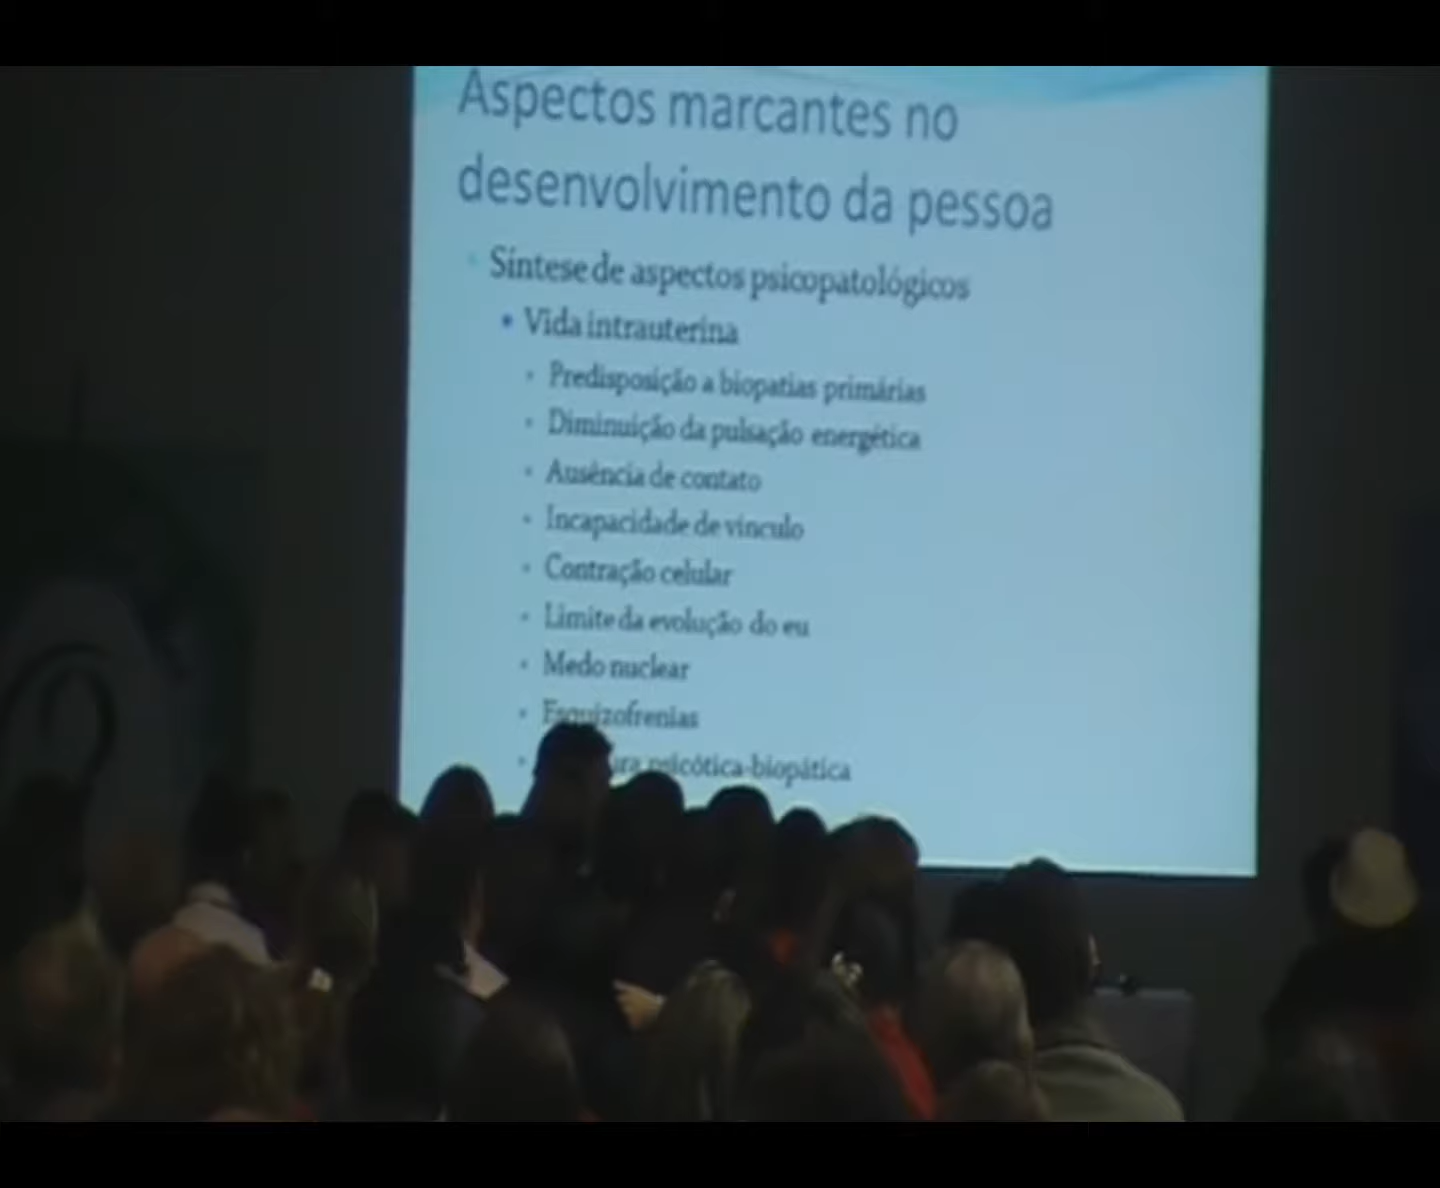 Aspectos marcantes no
desenvolvimento da pessoa
Síntese de aspectos psicopatológicos
Vida intrauterina
Predisposição a biopatias primárias
Diminuição da pulsação energética
Ausência de contato
Incapacidade de vínculo
Contração celular
Limite da evolução do eu
Medo nuclear
Esquizofrenias
psicótica-biopática